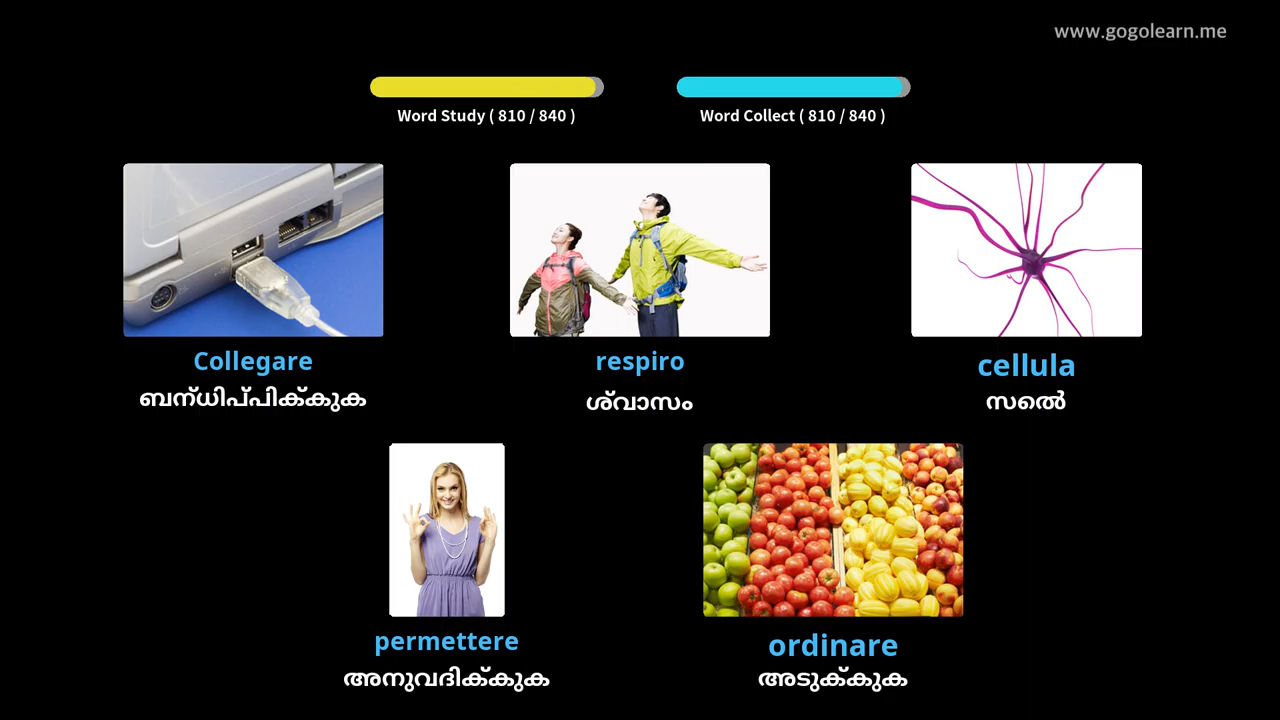 www.gogolearn.me
Word Study ( 810 / 840 )
Word Collect ( 810 / 840 )
Collegare
ബന്ധിപ്പിക്കുക
respiro
ശ്വാസം
cellula
സെൽ
permettere
അനുവദിക്കുക
ordinare
അടുക്കുക